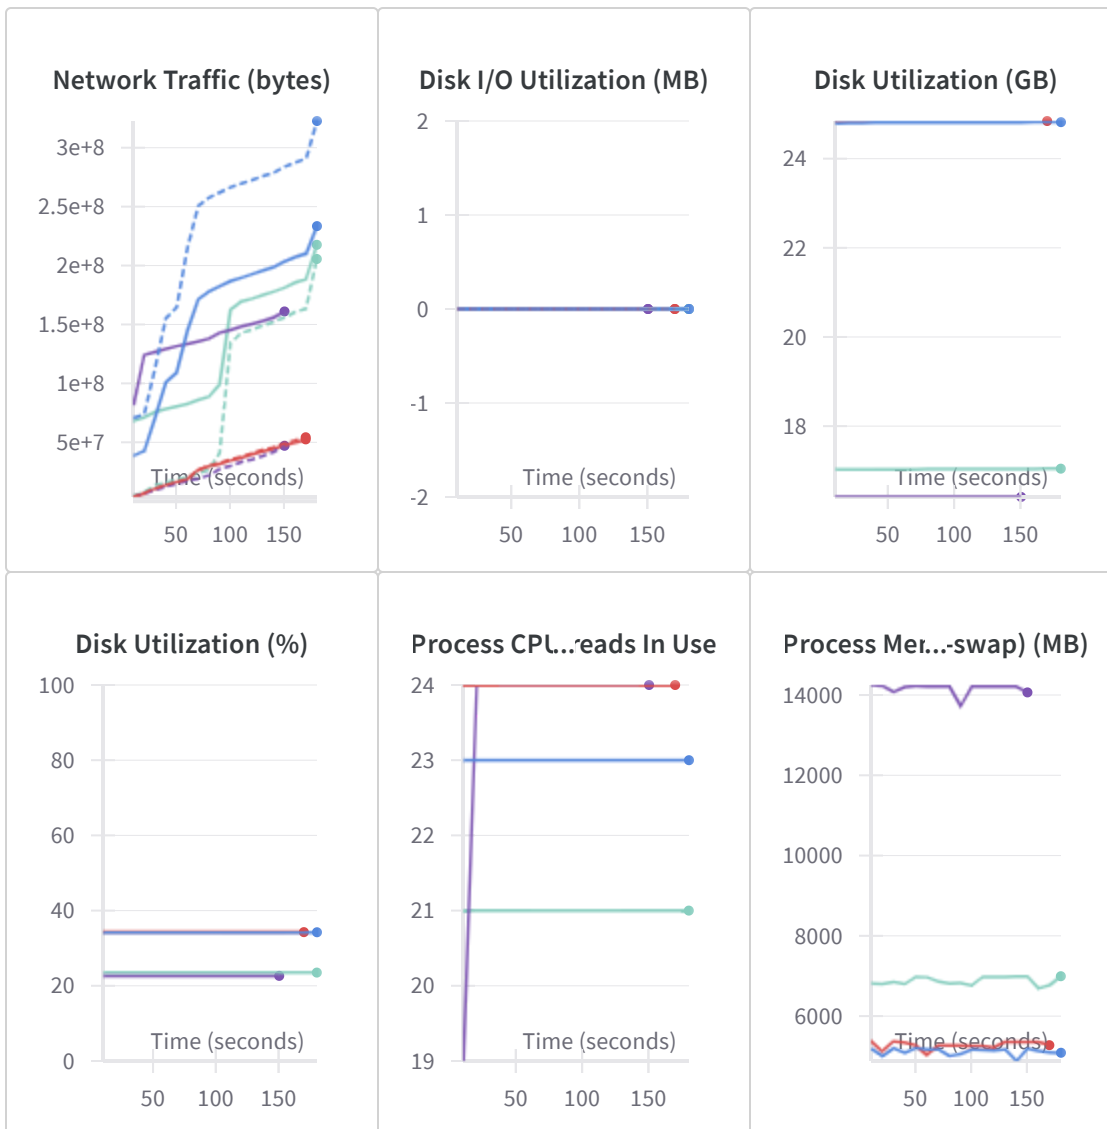 Network Traffic (bytes)
3e+8
2.5e+8
2e+8
1.5e+8
1e+8
5e+7
Time (seconds)
50 100 150
Disk I/O Utilization (MB)
2
1
0
-1
-2
Time (seconds)
50 100 150
Disk Utilization (GB)
24
22
20
18
Time (seconds)
50 100 150
Disk Utilization (%)
100
80
60
40
20
0
Time (seconds)
50 100 150
Process CPU...reads In Use
24
23
22
21
20
19
Time (seconds)
50 100 150
Process Mer...-swap) (MB)
14000
12000
10000
8000
6000
Time (seconds)
50 100 150